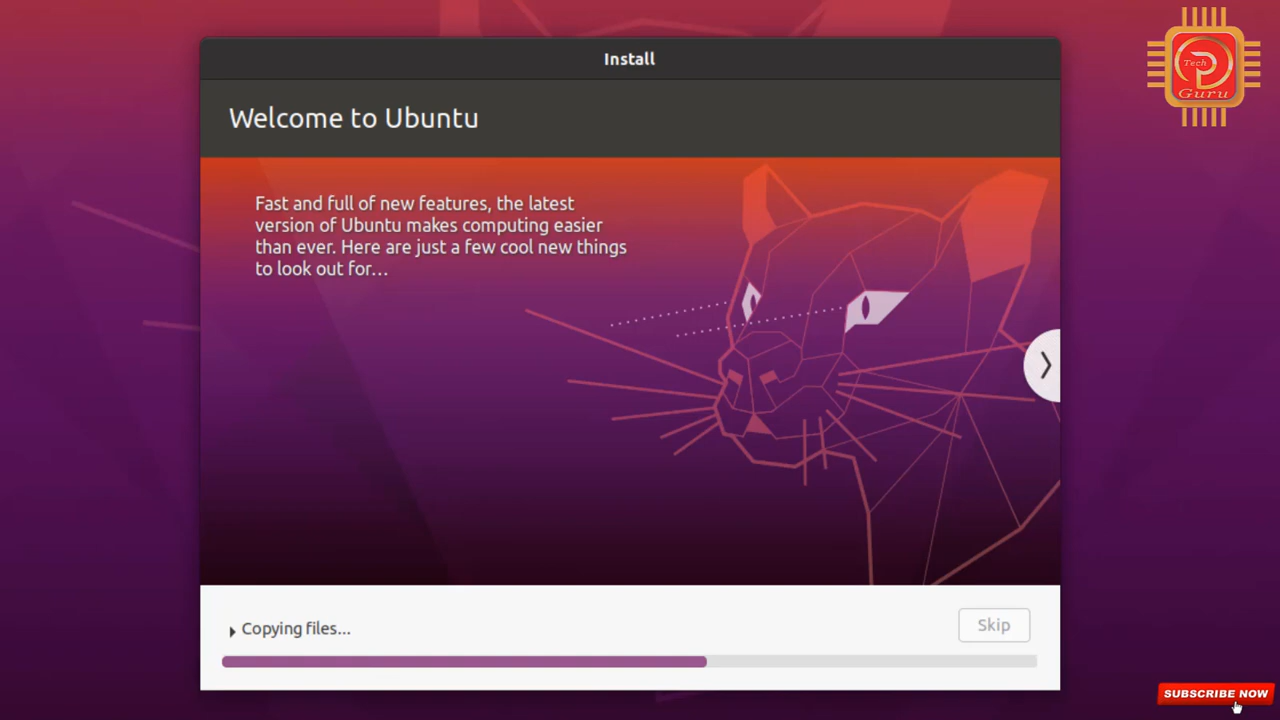 Install
Welcome to Ubuntu
Fast and full of new features, the latest
version of Ubuntu makes computing easier
than ever. Here are just a few cool new things
to look out for…
Copying files...
Skip
Tech
P
Guru
SUBSCRIBE NOW